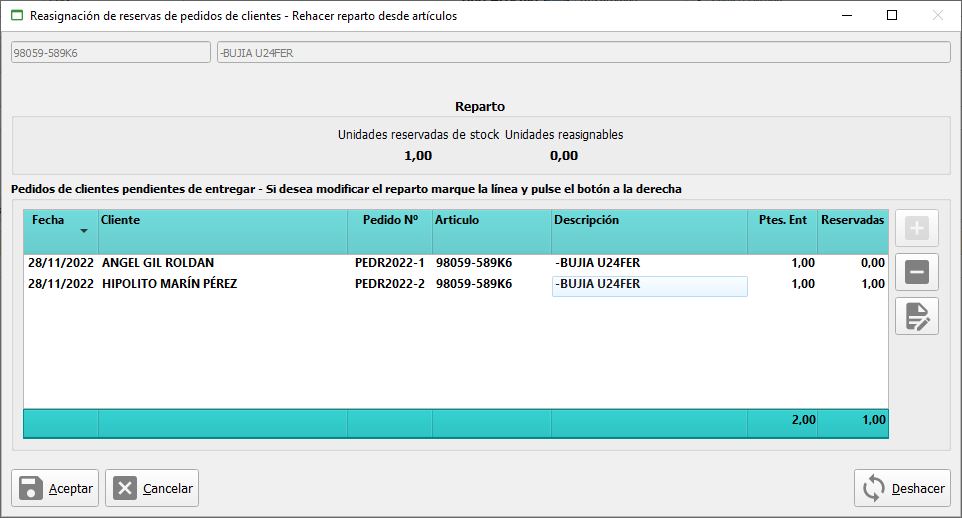 Reasignación de reservas de pedidos de clientes - Rehacer reparto desde artículos
98059-589K6 -BUJIA U24FER
Reparto
Unidades reservadas de stock Unidades reasignables
1,00 0,00
Pedidos de clientes pendientes de entregar - Si desea modificar el reparto marque la línea y pulse el botón a la derecha
Fecha Cliente Pedido Nº Articulo Descripción Ptes. Ent Reservadas
28/11/2022 ANGEL GIL ROLDAN PEDR2022-1 98059-589K6 -BUJIA U24FER 1,00 0,00
28/11/2022 HIPOLITO MARÍN PÉREZ PEDR2022-2 98059-589K6 -BUJIA U24FER 1,00 1,00
2,00 1,00
Aceptar Cancelar Deshacer